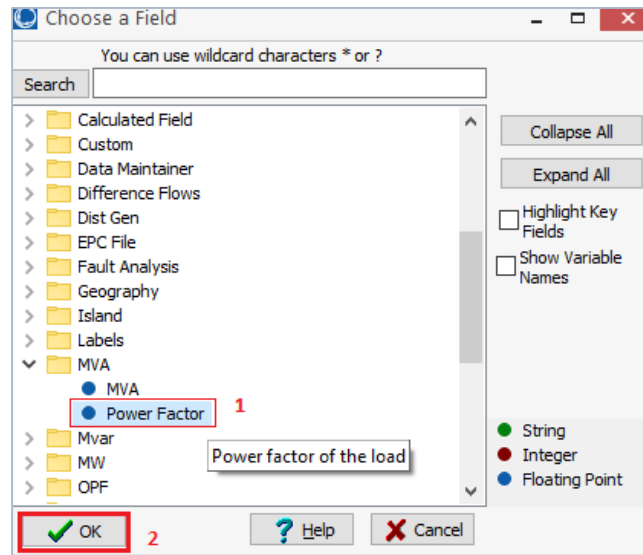 Choose a Field
You can use wildcard characters * or ?
Search
Calculated Field
Custom
Data Maintainer
Difference Flows
Dist Gen
EPC File
Fault Analysis
Geography
Island
Labels
MVA
MVA
Power Factor 1
Mvar
MW
OPF
Power factor of the load
Collapse All
Expand All
Highlight Key
Fields
Show Variable
Names
String
Integer
Floating Point
OK 2
? Help
Cancel